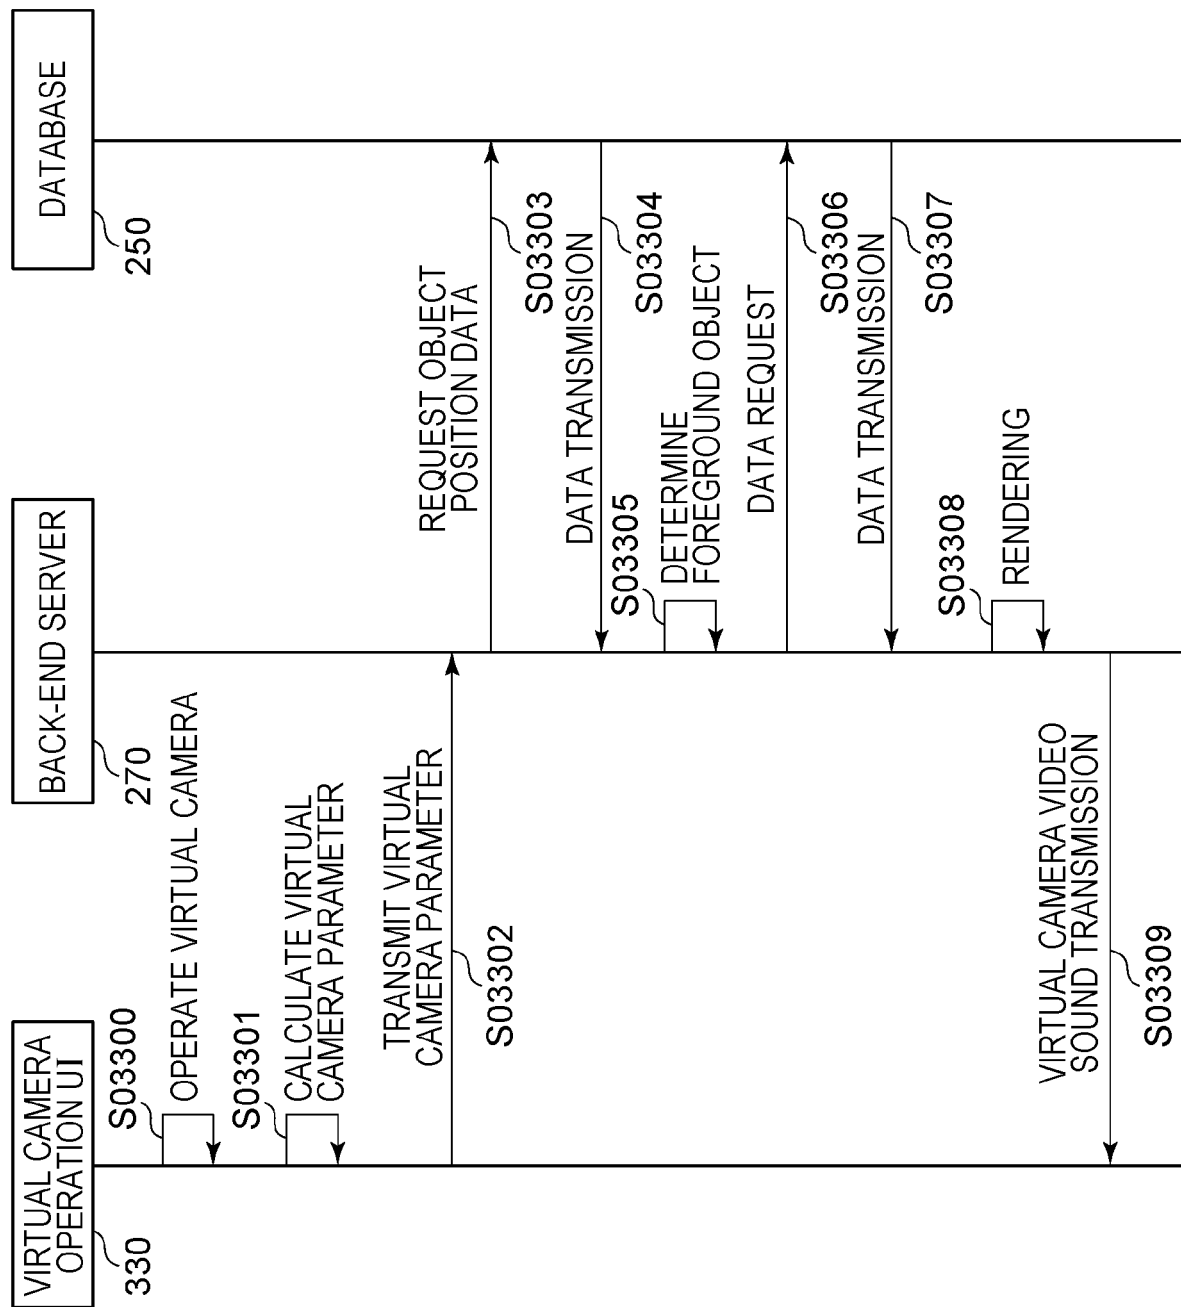 VIRTUAL CAMERA
OPERATION UI
330
BACK-END SERVER
270
DATABASE
250
S03300
OPERATE VIRTUAL CAMERA
S03301
CALCULATE VIRTUAL
CAMERA PARAMETER
TRANSMIT VIRTUAL
CAMERA PARAMETER
S03302
REQUEST OBJECT
POSITION DATA
S03303
DATA TRANSMISSION
S03304
S03305
DETERMINE
FOREGROUND OBJECT
DATA REQUEST
S03306
DATA TRANSMISSION
S03307
S03308
RENDERING
VIRTUAL CAMERA VIDEO
SOUND TRANSMISSION
S03309